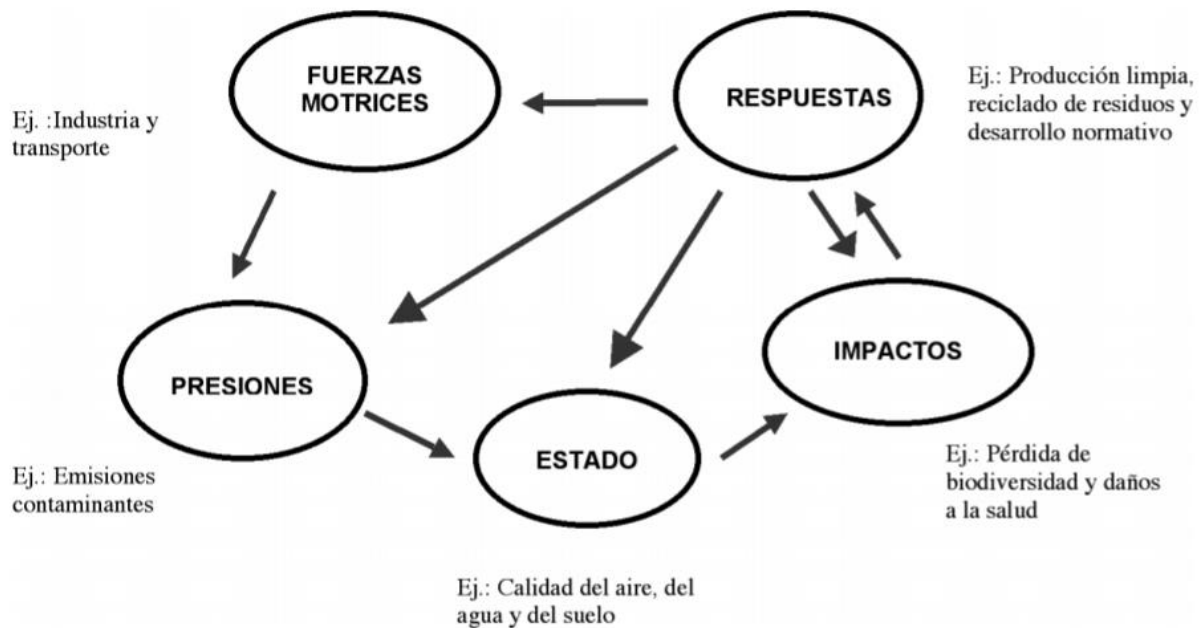 FUERZAS
MOTRICES
Ej. :Industria y
transporte
RESPUESTAS
Ej.: Producción limpia,
reciclado de residuos y
desarrollo normativo
PRESIONES
Ej.: Emisiones
contaminantes
ESTADO
Ej.: Calidad del aire, del
agua y del suelo
IMPACTOS
Ej.: Pérdida de
biodiversidad y daños
a la salud